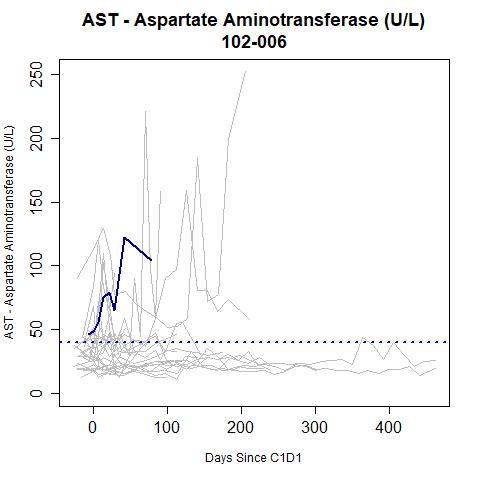 AST - Aspartate Aminotransferase (U/L)
102-006
AST - Aspartate Aminotransferase (U/L)
250
200
150
100
50
0
0 100 200 300 400
Days Since C1D1